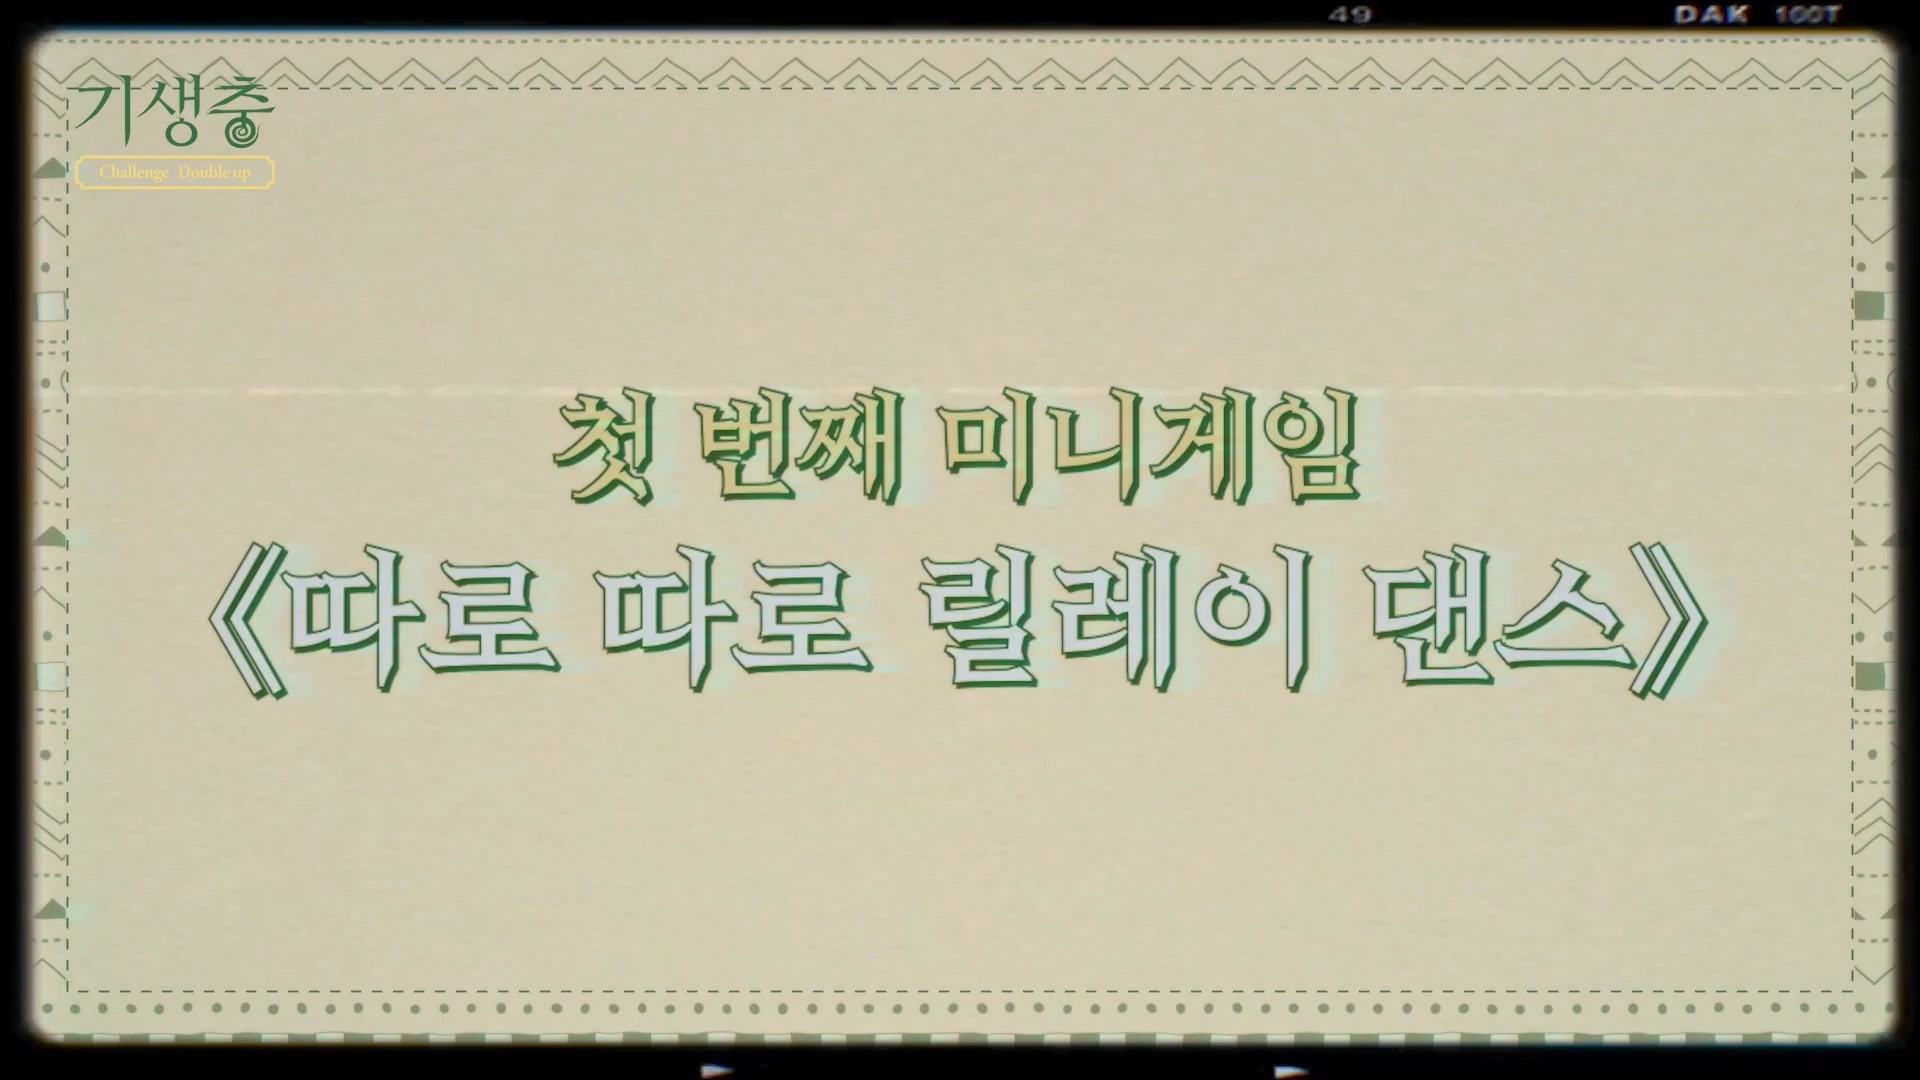 49 DAK 100T
기생충
Challenge Double up
첫 번째 미니게임
《따로 따로 릴레이 댄스》